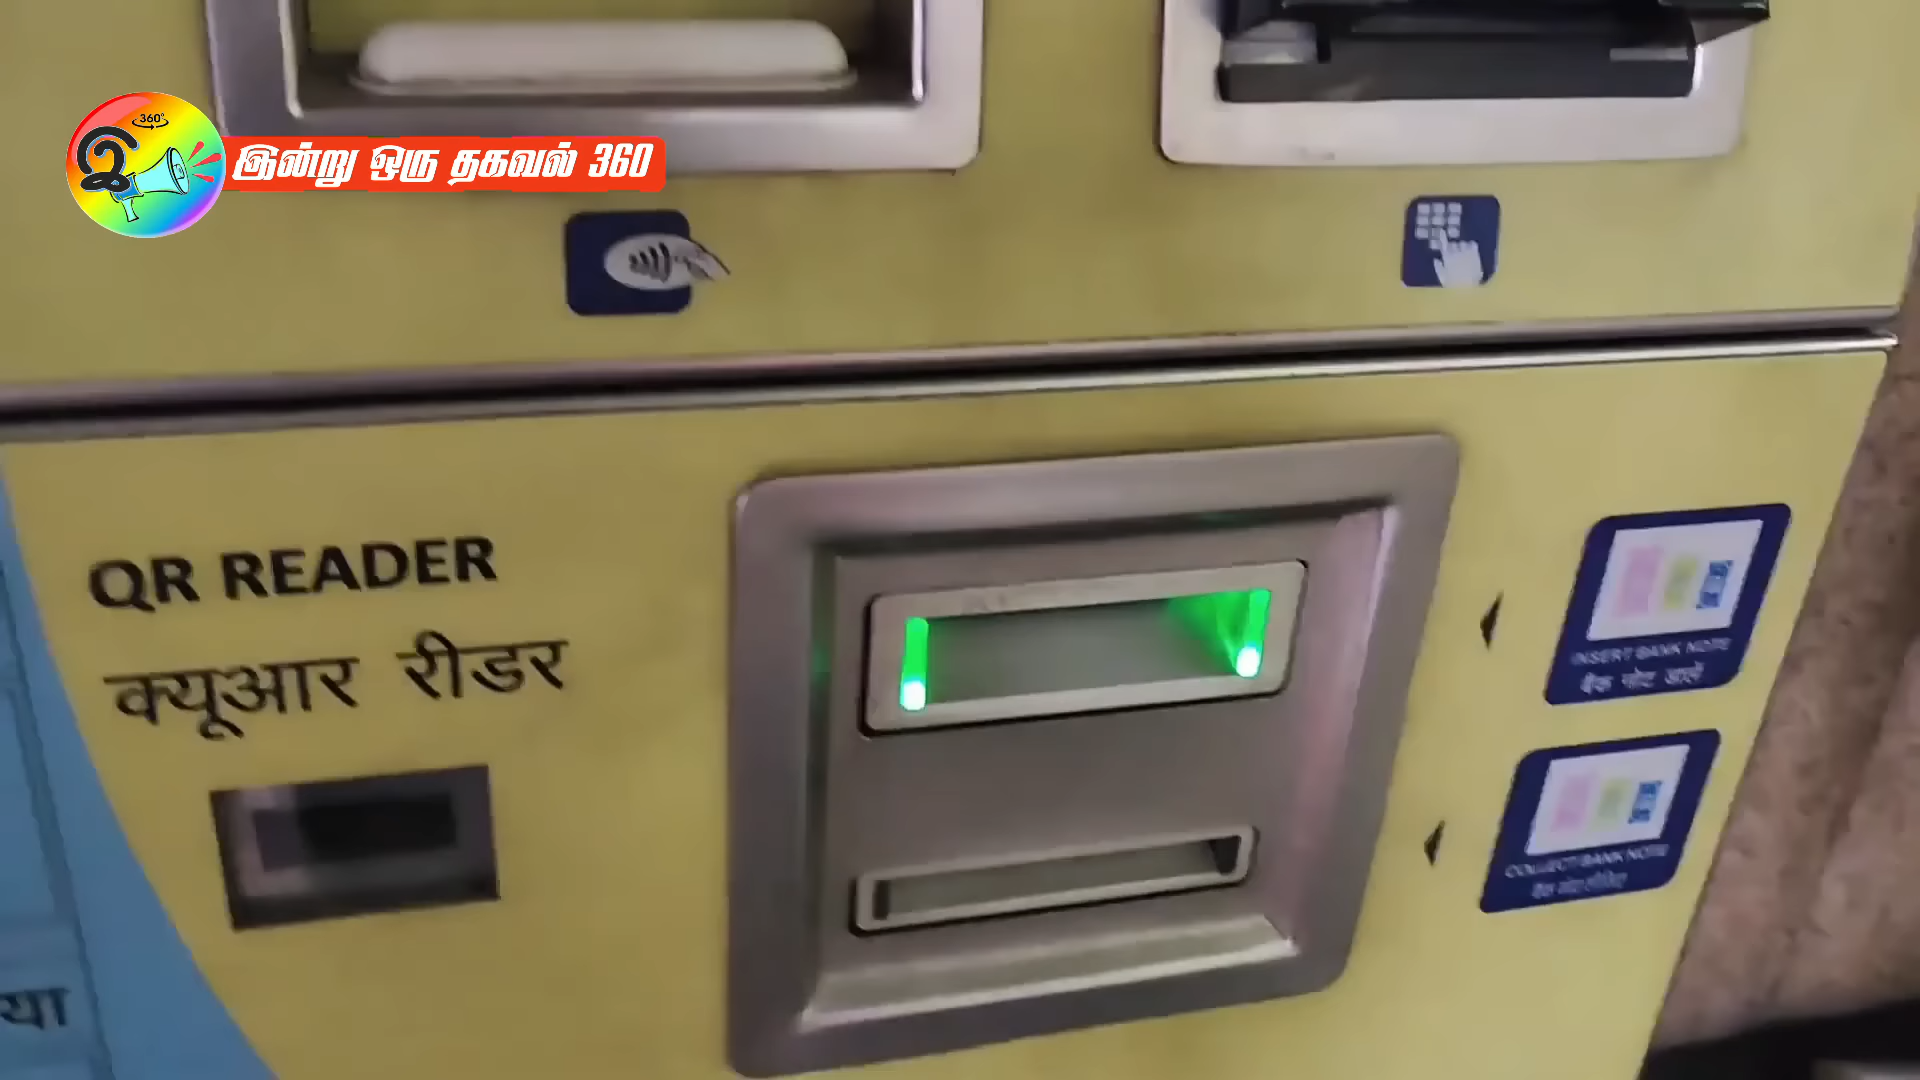 360°
இன்று ஒரு தகவல் 360
QR READER
क्यूआर रीडर
INSERT BANK NOTE
बैंक नोट डालें
COLLECT BANK NOTE
या